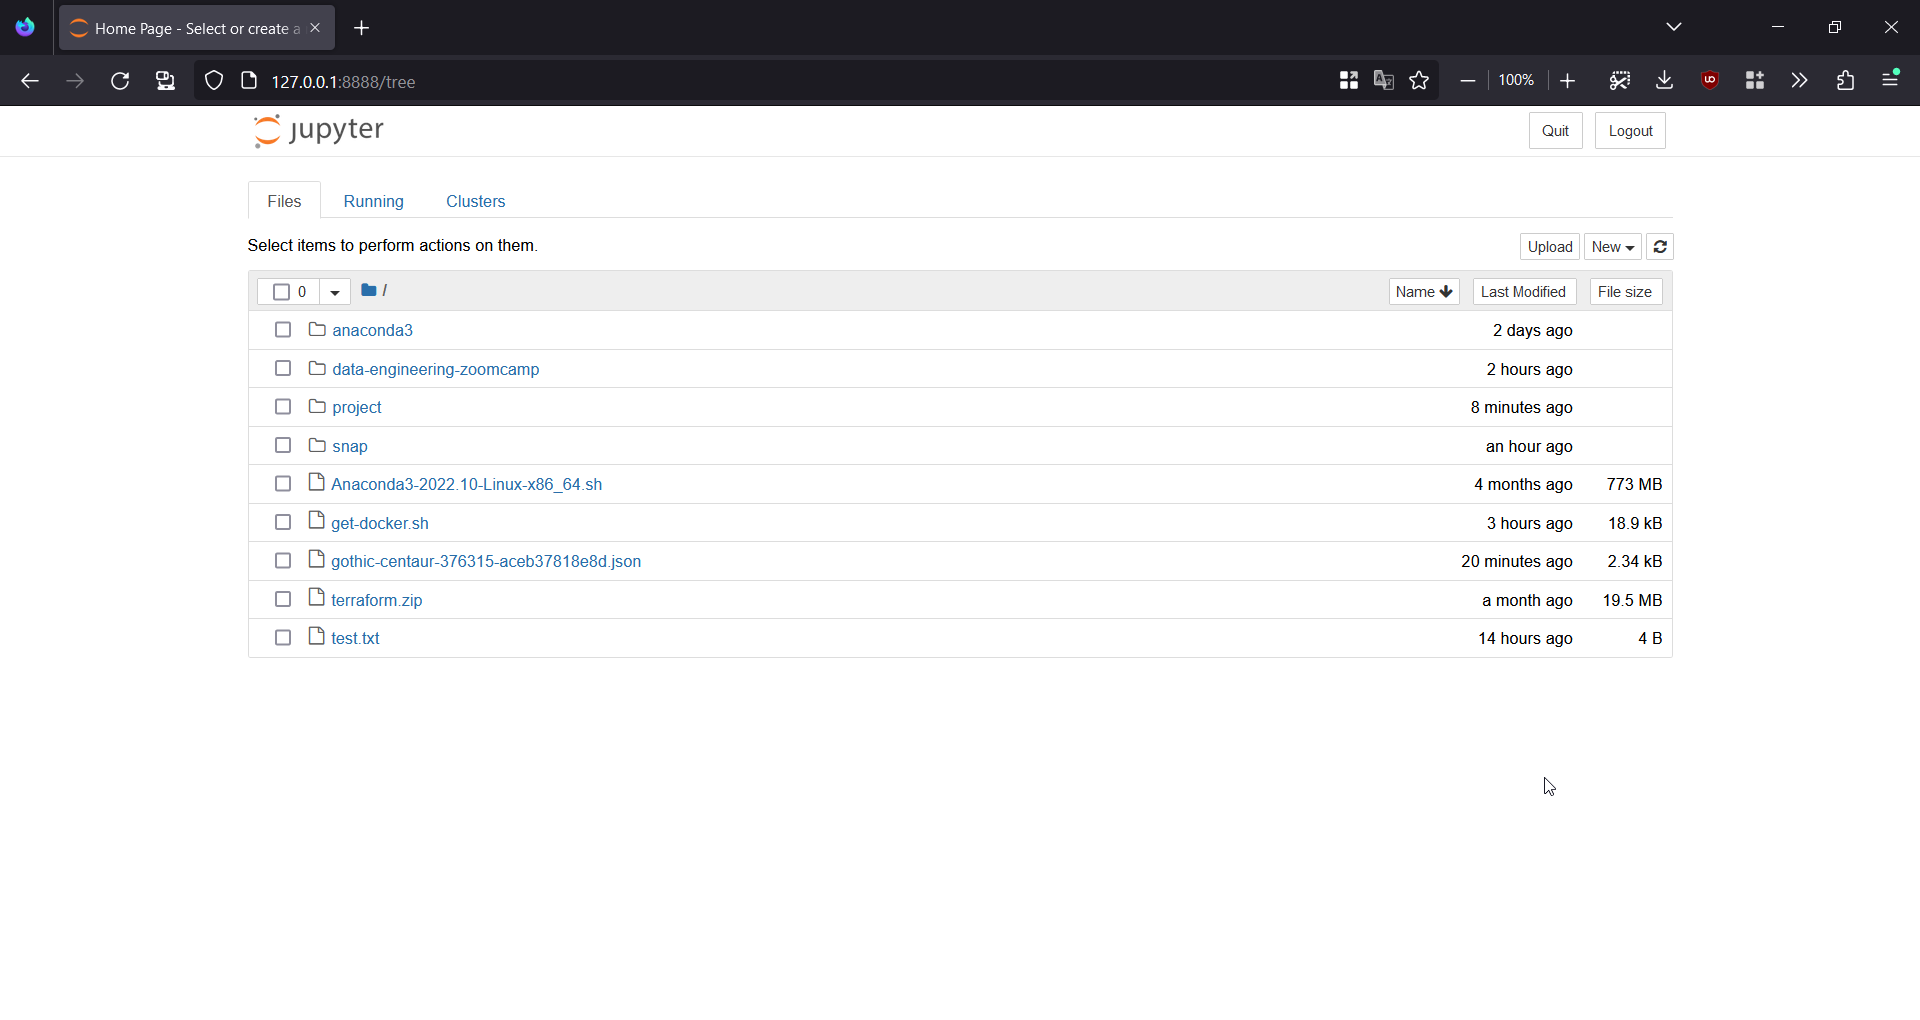 Home Page - Select or create a
127.0.0.1:8888/tree
100%
jupyter
Quit
Logout
Files
Running
Clusters
Select items to perform actions on them.
Upload
New
0
/
Name
Last Modified
File size
anaconda3
2 days ago
data-engineering-zoomcamp
2 hours ago
project
8 minutes ago
snap
an hour ago
Anaconda3-2022.10-Linux-x86_64.sh
4 months ago
773 MB
get-docker.sh
3 hours ago
18.9 kB
gothic-centaur-376315-aceb37818e8d.json
20 minutes ago
2.34 kB
terraform.zip
a month ago
19.5 MB
test.txt
14 hours ago
4 B